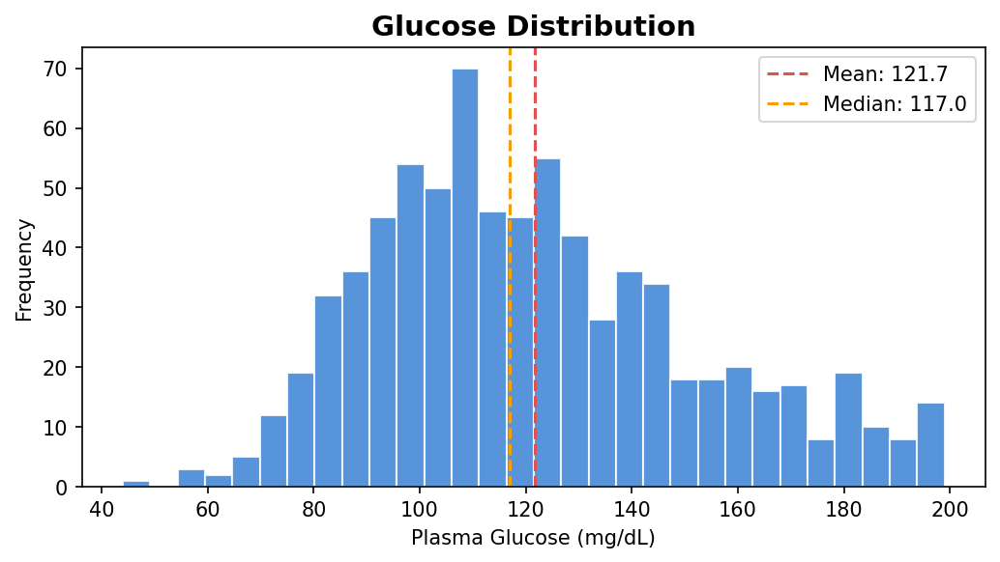 Glucose Distribution
Mean: 121.7
Median: 117.0
70
60
50
40
30
20
10
0
Frequency
40 60 80 100 120 140 160 180 200
Plasma Glucose (mg/dL)